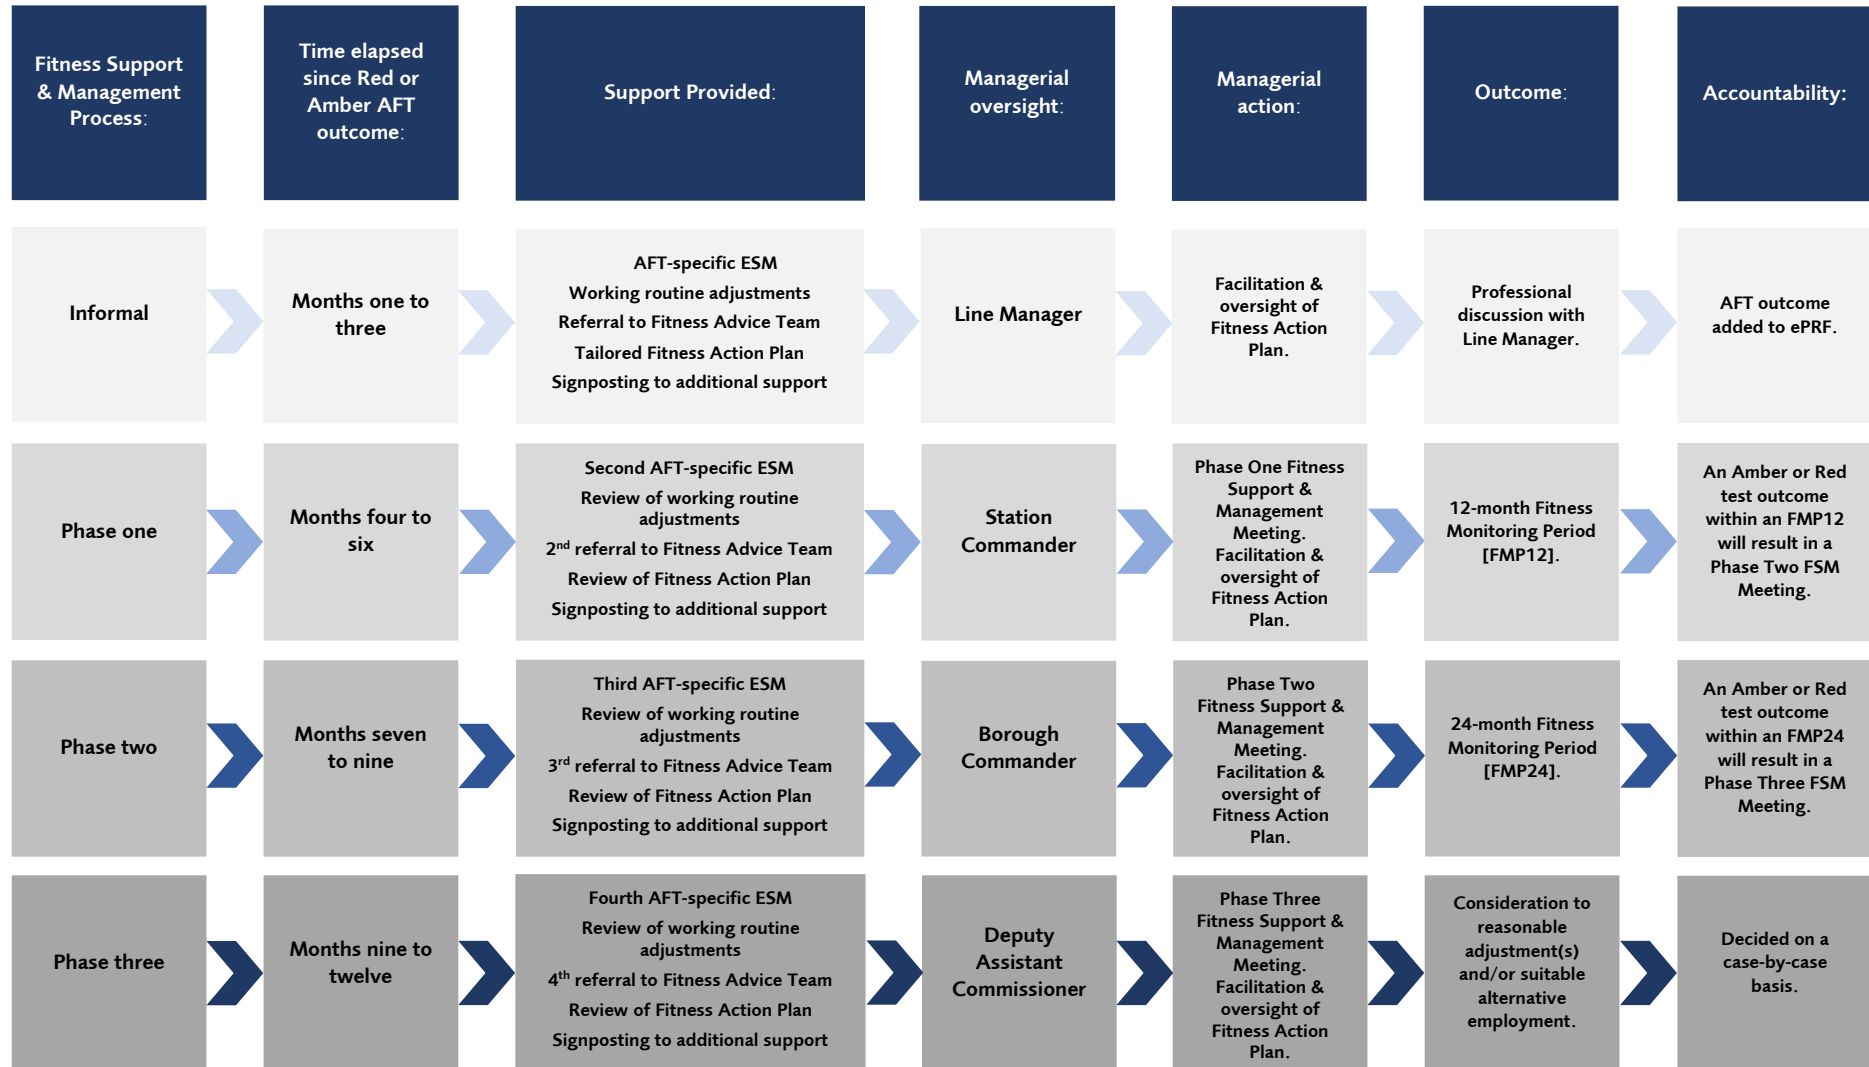 Fitness Support
& Management
Process:
Time elapsed
since Red or
Amber AFT
outcome:
Support Provided:
Managerial
oversight:
Managerial
action:
Outcome:
Accountability:
Informal
Months one to
three
AFT-specific ESM
Working routine adjustments
Referral to Fitness Advice Team
Tailored Fitness Action Plan
Signposting to additional support
Line Manager
Facilitation &
oversight of
Fitness Action
Plan.
Professional
discussion with
Line Manager.
AFT outcome
added to ePRF.
Phase one
Months four to
six
Second AFT-specific ESM
Review of working routine
adjustments
2nd referral to Fitness Advice Team
Review of Fitness Action Plan
Signposting to additional support
Station
Commander
Phase One Fitness
Support &
Management
Meeting.
Facilitation &
oversight of
Fitness Action
Plan.
12-month Fitness
Monitoring Period
[FMP12].
An Amber or Red
test outcome
within an FMP12
will result in a
Phase Two FSM
Meeting.
Phase two
Months seven
to nine
Third AFT-specific ESM
Review of working routine
adjustments
3rd referral to Fitness Advice Team
Review of Fitness Action Plan
Signposting to additional support
Borough
Commander
Phase Two
Fitness Support &
Management
Meeting.
Facilitation &
oversight of
Fitness Action
Plan.
24-month Fitness
Monitoring Period
[FMP24].
An Amber or Red
test outcome
within an FMP24
will result in a
Phase Three FSM
Meeting.
Phase three
Months nine to
twelve
Fourth AFT-specific ESM
Review of working routine
adjustments
4th referral to Fitness Advice Team
Review of Fitness Action Plan
Signposting to additional support
Deputy
Assistant
Commissioner
Phase Three
Fitness Support &
Management
Meeting.
Facilitation &
oversight of
Fitness Action
Plan.
Consideration to
reasonable
adjustment(s)
and/or suitable
alternative
employment.
Decided on a
case-by-case
basis.